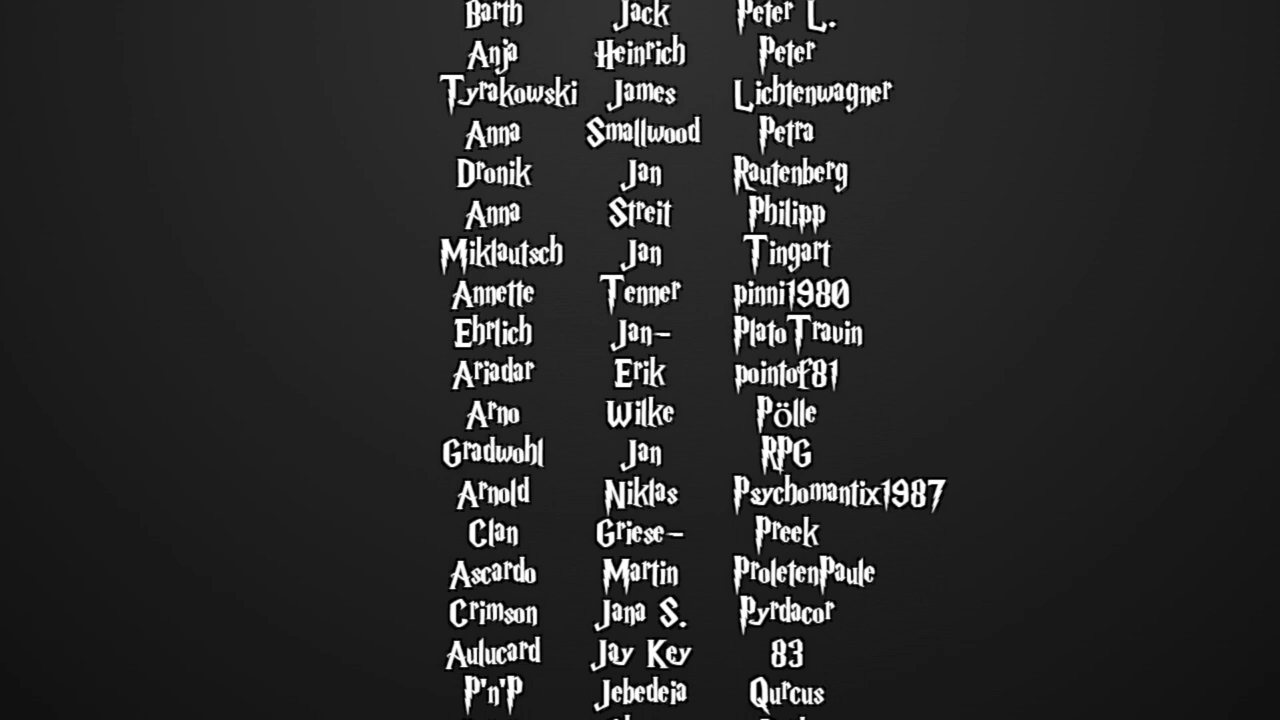 Barth Jack Peter L.
Anja Heinrich Peter
Tyrakowski James Lichtenwagner
Anna Smallwood Petra
Dronik Jan Rautenberg
Anna Streit Philipp
Miklautsch Jan Tingart
Annette Tenner pinni1980
Ehrlich Jan- PlatoTravin
Ariadar Erik pointof81
Arno Wilke Pölle
Gradwohl Jan RPG
Arnold Niklas Psychomantix1987
Clan Griese- Preek
Ascardo Martin ProletenPaule
Crimson Jana S. Pyrdacor
Aulucard Jay Key 83
P'n'P Jebedeia Qurcus